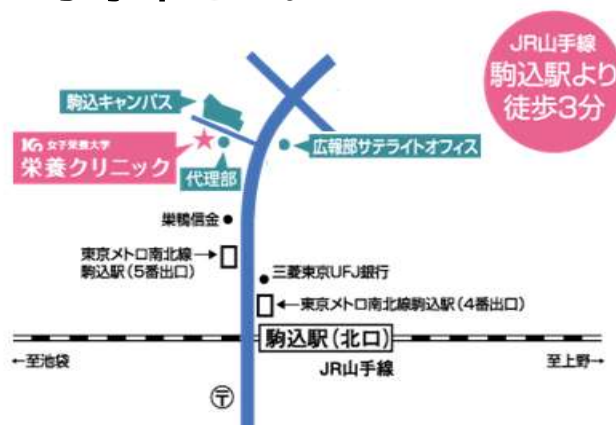 JR山手線
駒込駅より
徒歩3分
駒込キャンパス
女子栄養大学
栄養クリニック
代理部
広報部サテライトオフィス
巣鴨信金
東京メトロ南北線→
駒込駅(5番出口)
三菱東京UFJ銀行
←東京メトロ南北線駒込駅(4番出口)
駒込駅(北口)
←至池袋
JR山手線
至上野→
〒